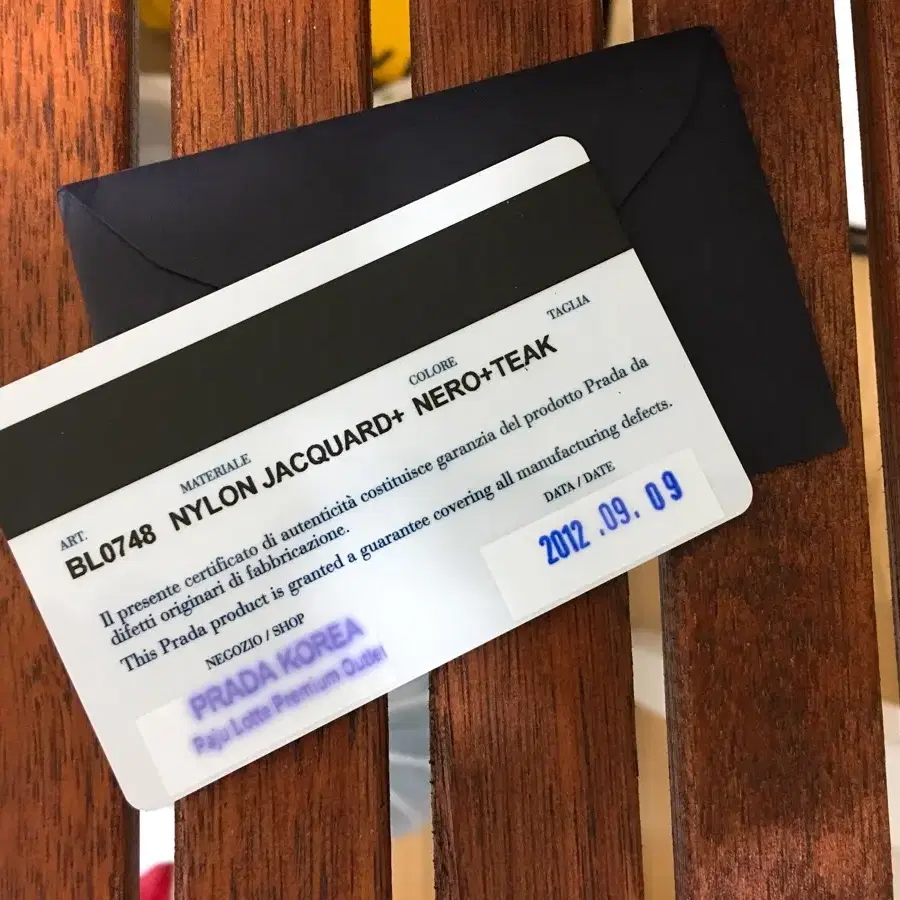 ART.
MATERIALE
COLORE
TAGLIA
BL0748 NYLON JACQUARD+ NERO+TEAK
Il presente certificato di autenticità costituisce garanzia del prodotto Prada da
difetti originari di fabbricazione.
This Prada product is granted a guarantee covering all manufacturing defects.
NEGOZIO / SHOP
DATA / DATE
PRADA KOREA
Paju Lotte Premium Outlet
2012.09.09